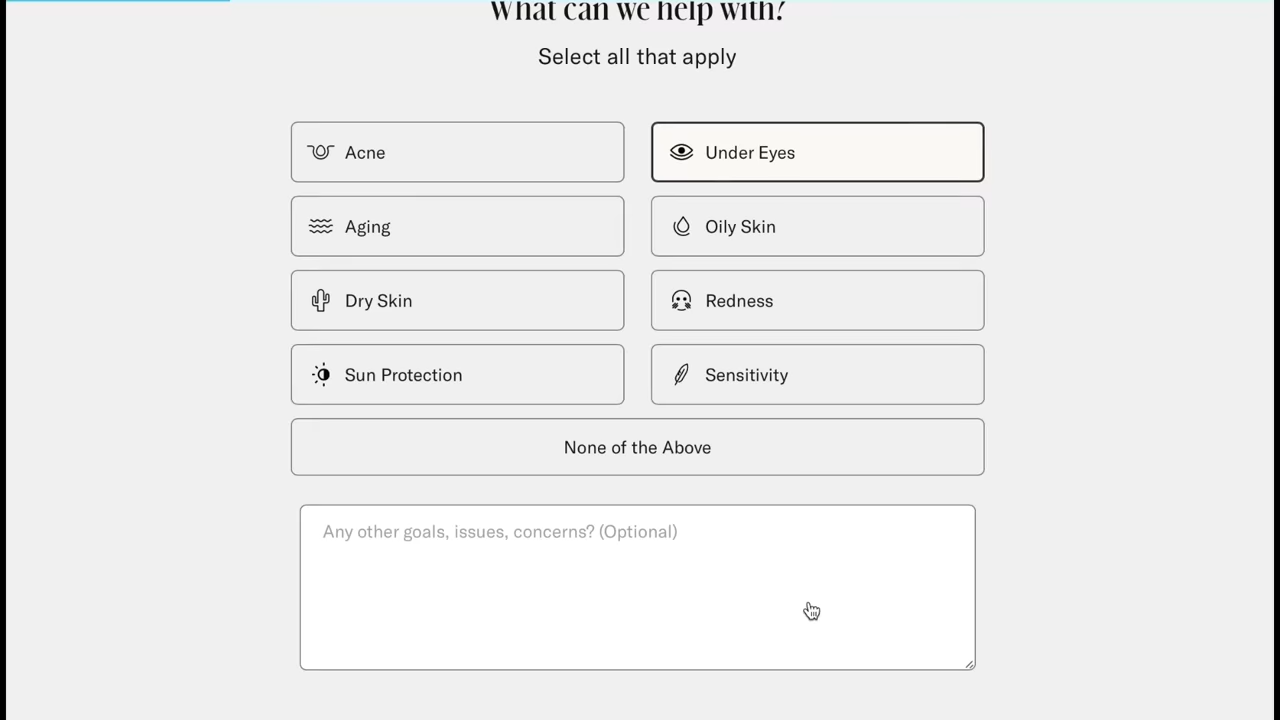 What can we help with?
Select all that apply
Acne
Under Eyes
Aging
Oily Skin
Dry Skin
Redness
Sun Protection
Sensitivity
None of the Above
Any other goals, issues, concerns? (Optional)